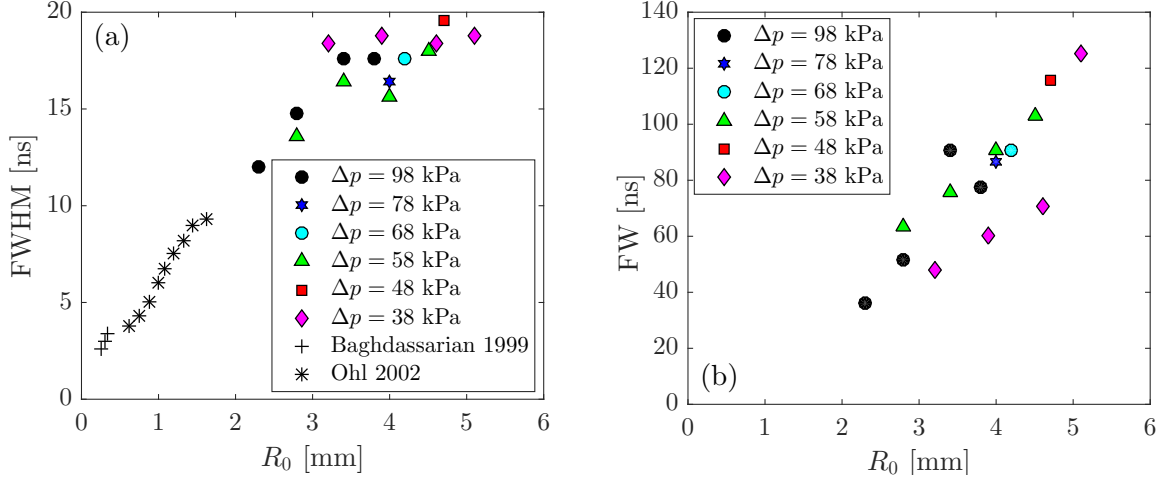 (a)
20
15
10
5
0
FWHM [ns]
Δp = 98 kPa
Δp = 78 kPa
Δp = 68 kPa
Δp = 58 kPa
Δp = 48 kPa
Δp = 38 kPa
Baghdassarian 1999
Ohl 2002
0 1 2 3 4 5 6
R₀ [mm]
140
120
100
80
60
40
20
0
FW [ns]
Δp = 98 kPa
Δp = 78 kPa
Δp = 68 kPa
Δp = 58 kPa
Δp = 48 kPa
Δp = 38 kPa
(b)
0 1 2 3 4 5 6
R₀ [mm]